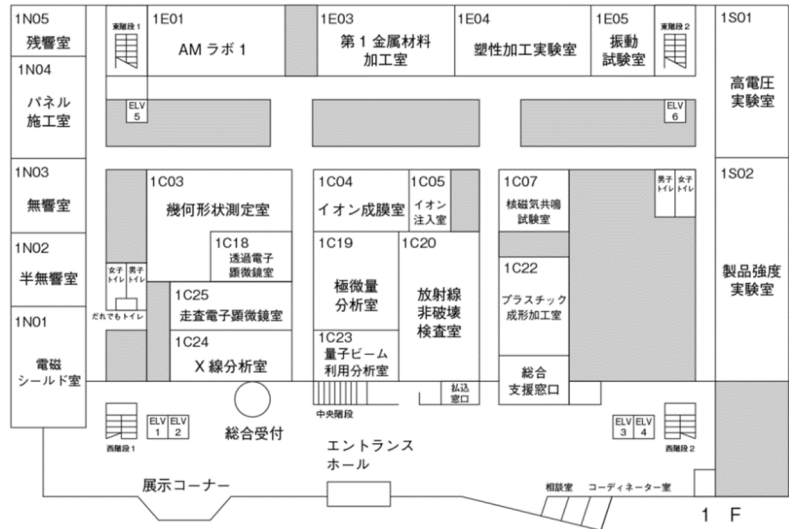 1N05
残響室
1N04
パネル
施工室
1N03
無響室
1N02
半無響室
1N01
電磁
シールド室
東階段1
1E01
AMラボ1
1E03
第1金属材料
加工室
1E04
塑性加工実験室
1E05
振動
試験室
東階段2
1S01
高電圧
実験室
1S02
製品強度
実験室
ELV
5
ELV
6
1C03
幾何形状測定室
1C18
透過電子
顕微鏡室
1C25
走査電子顕微鏡室
1C24
X線分析室
女子
トイレ
男子
トイレ
だれでもトイレ
1C04
イオン成膜室
1C05
イオン
注入室
1C19
極微量
分析室
1C20
放射線
非破壊
検査室
1C23
量子ビーム
利用分析室
1C07
核磁気共鳴
試験室
1C22
プラスチック
成形加工室
総合
支援窓口
男子
トイレ
女子
トイレ
払込
窓口
中央階段
西階段1
ELV
1
ELV
2
総合受付
エントランス
ホール
展示コーナー
ELV
3
ELV
4
西階段2
相談室
コーディネーター室
1 F